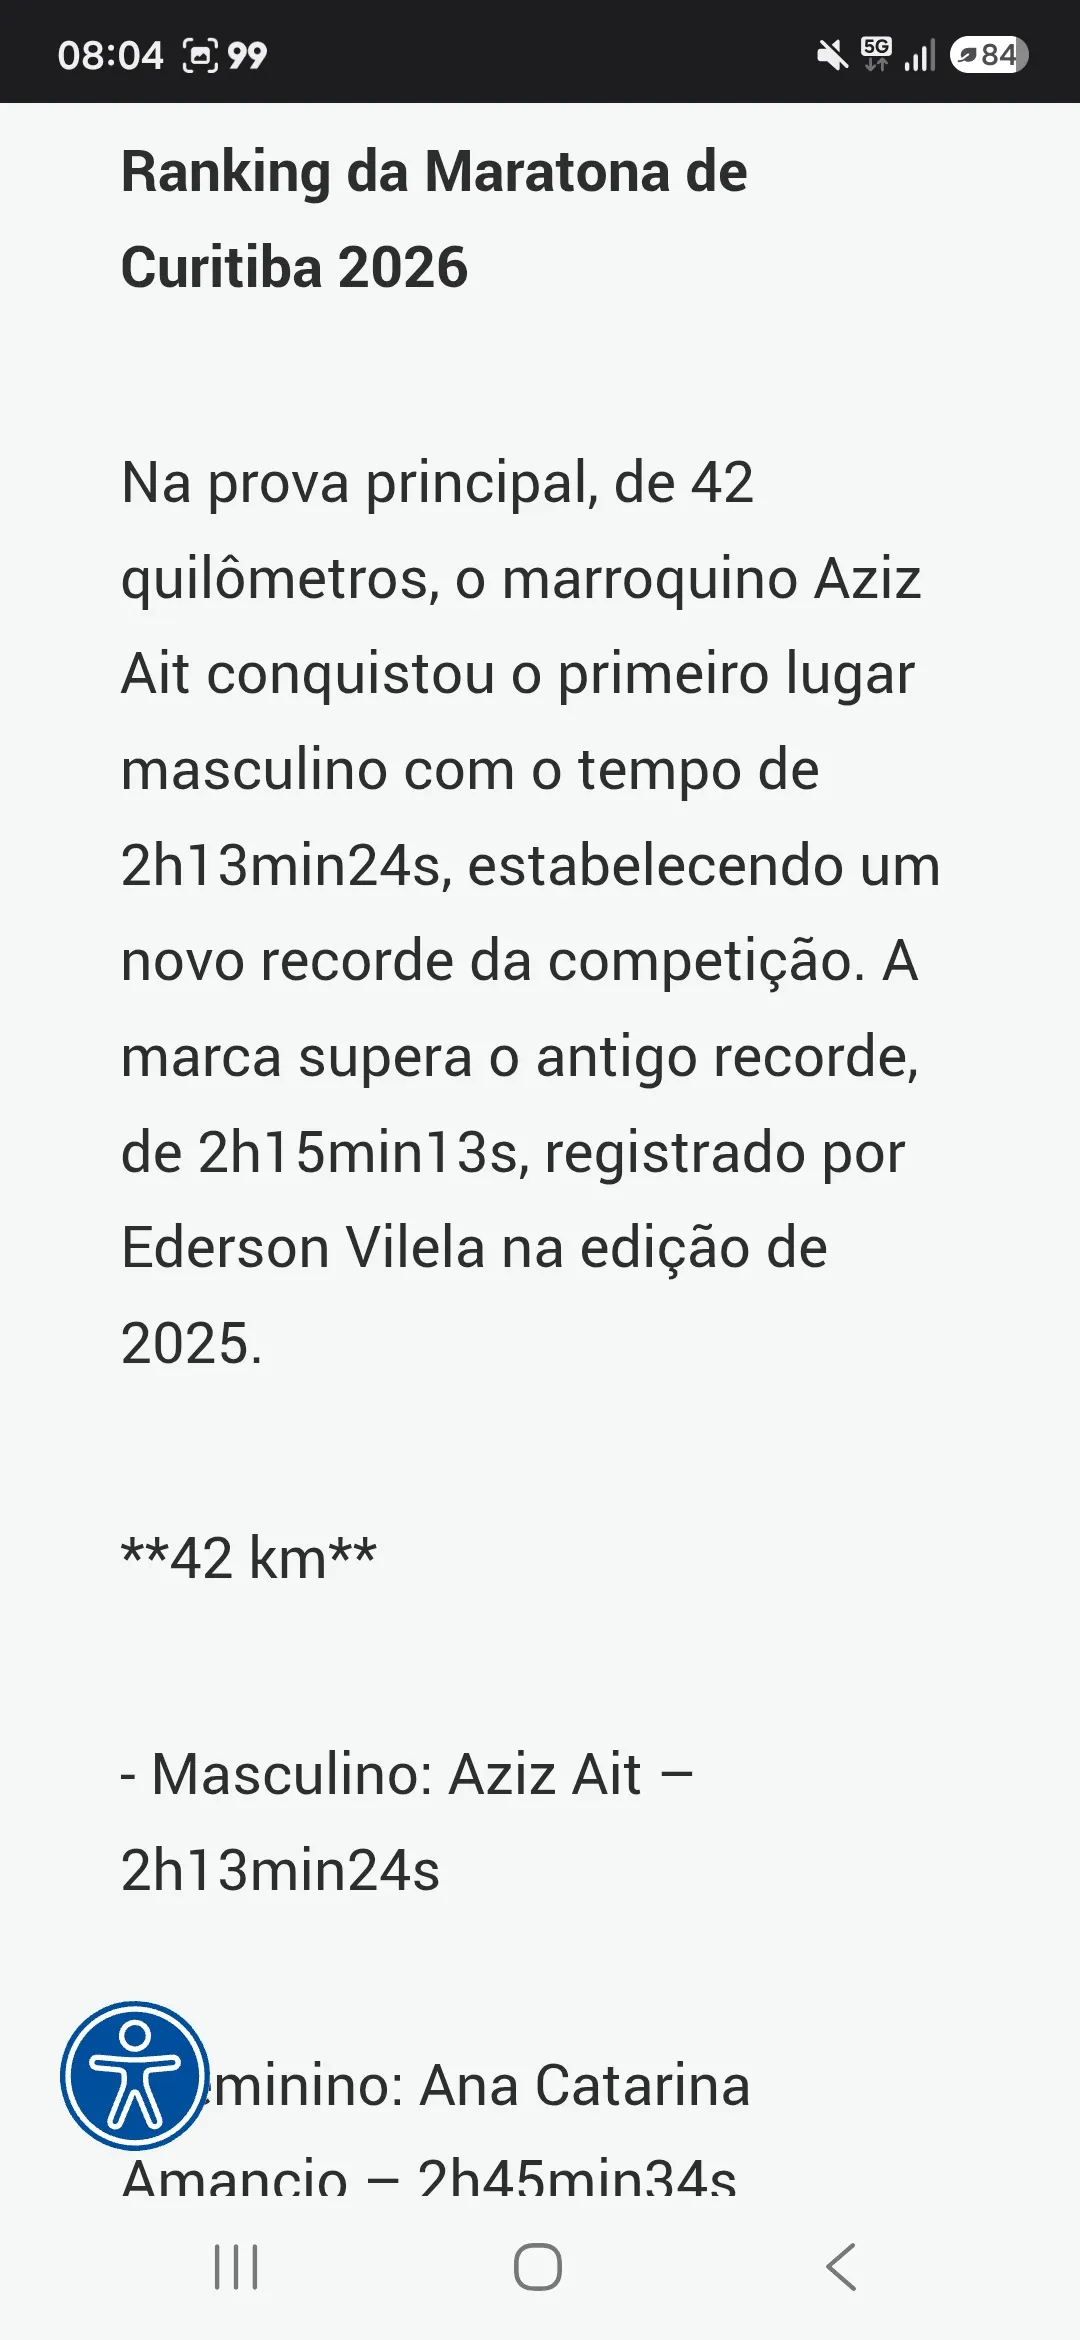 08:04 99 5G 84
Ranking da Maratona de
Curitiba 2026
Na prova principal, de 42
quilômetros, o marroquino Aziz
Ait conquistou o primeiro lugar
masculino com o tempo de
2h13min24s, estabelecendo um
novo recorde da competição. A
marca supera o antigo recorde,
de 2h15min13s, registrado por
Ederson Vilela na edição de
2025.
**42 km**
- Masculino: Aziz Ait –
2h13min24s
eminino: Ana Catarina
Amancio – 2h45min34s